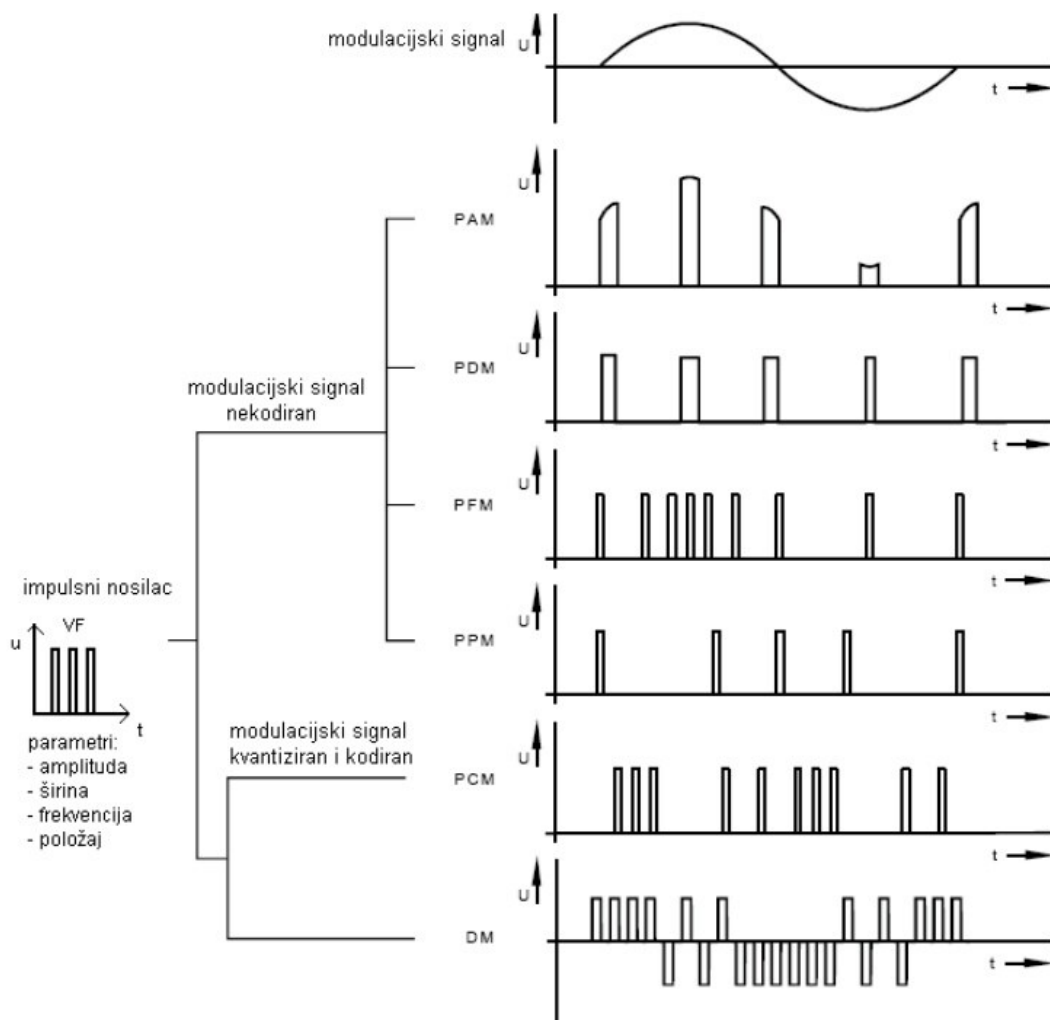 modulacijski signal
U
t
U
PAM
t
U
PDM
modulacijski signal
nekodiran
t
U
PFM
t
impulsni nosilac
U
VF
u
PPM
t
t
modulacijski signal
kvantiziran i kodiran
parametri:
- amplituda
- širina
- frekvencija
- položaj
U
PCM
t
U
DM
t